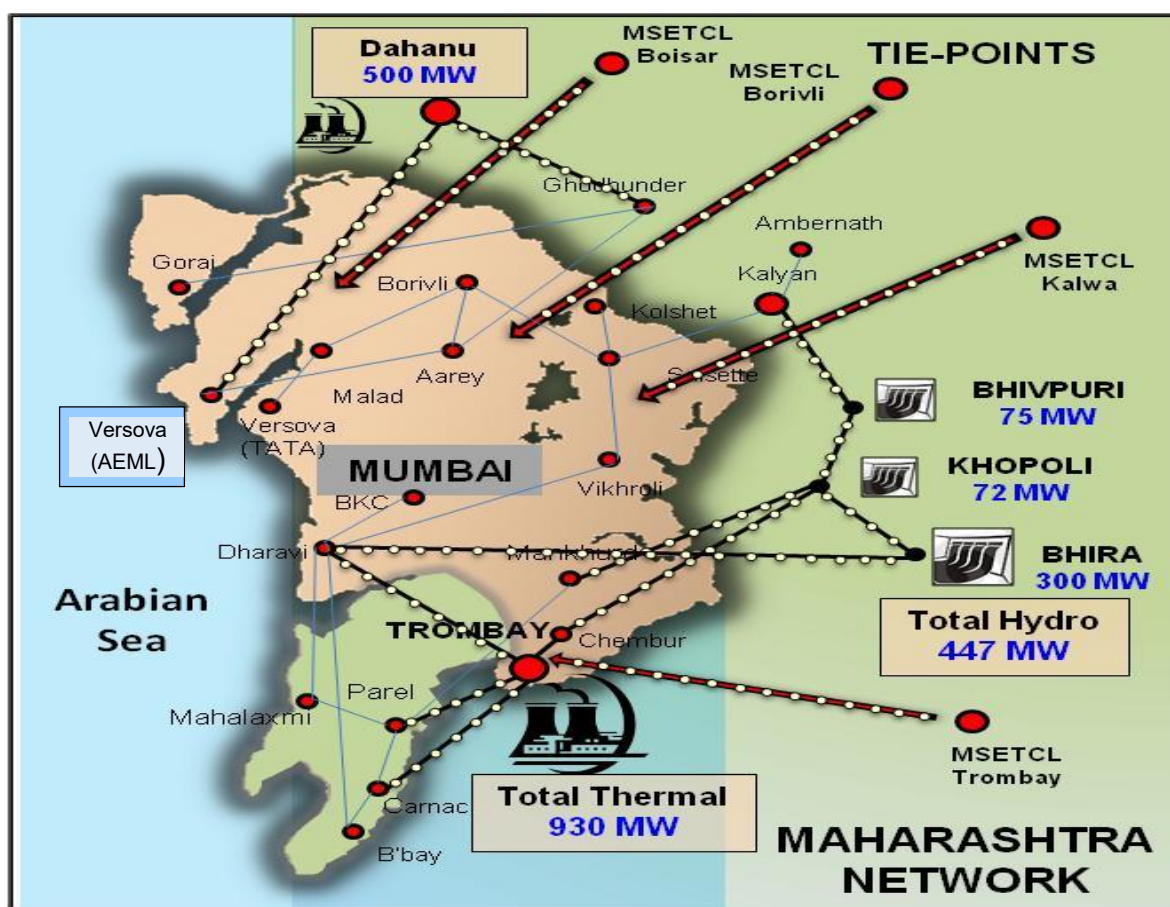 Dahanu
500 MW
MSETCL
Boisar
MSETCL
Borivli
TIE-POINTS
Ghodhunder
Ambernath
Gorai
Borivli
Kolshet
Kalyan
MSETCL
Kalwa
Malad
Aarey
Salsette
Versova
(AEML)
Versova
(TATA)
MUMBAI
Vikhroli
BKC
BHIVPURI
75 MW
KHOPOLI
72 MW
Dharavi
Mankhurd
BHIRA
300 MW
Arabian
Sea
TROMBAY
Chembur
Total Hydro
447 MW
Parel
Mahalaxmi
MSETCL
Trombay
Carnac
Total Thermal
930 MW
B'bay
MAHARASHTRA
NETWORK